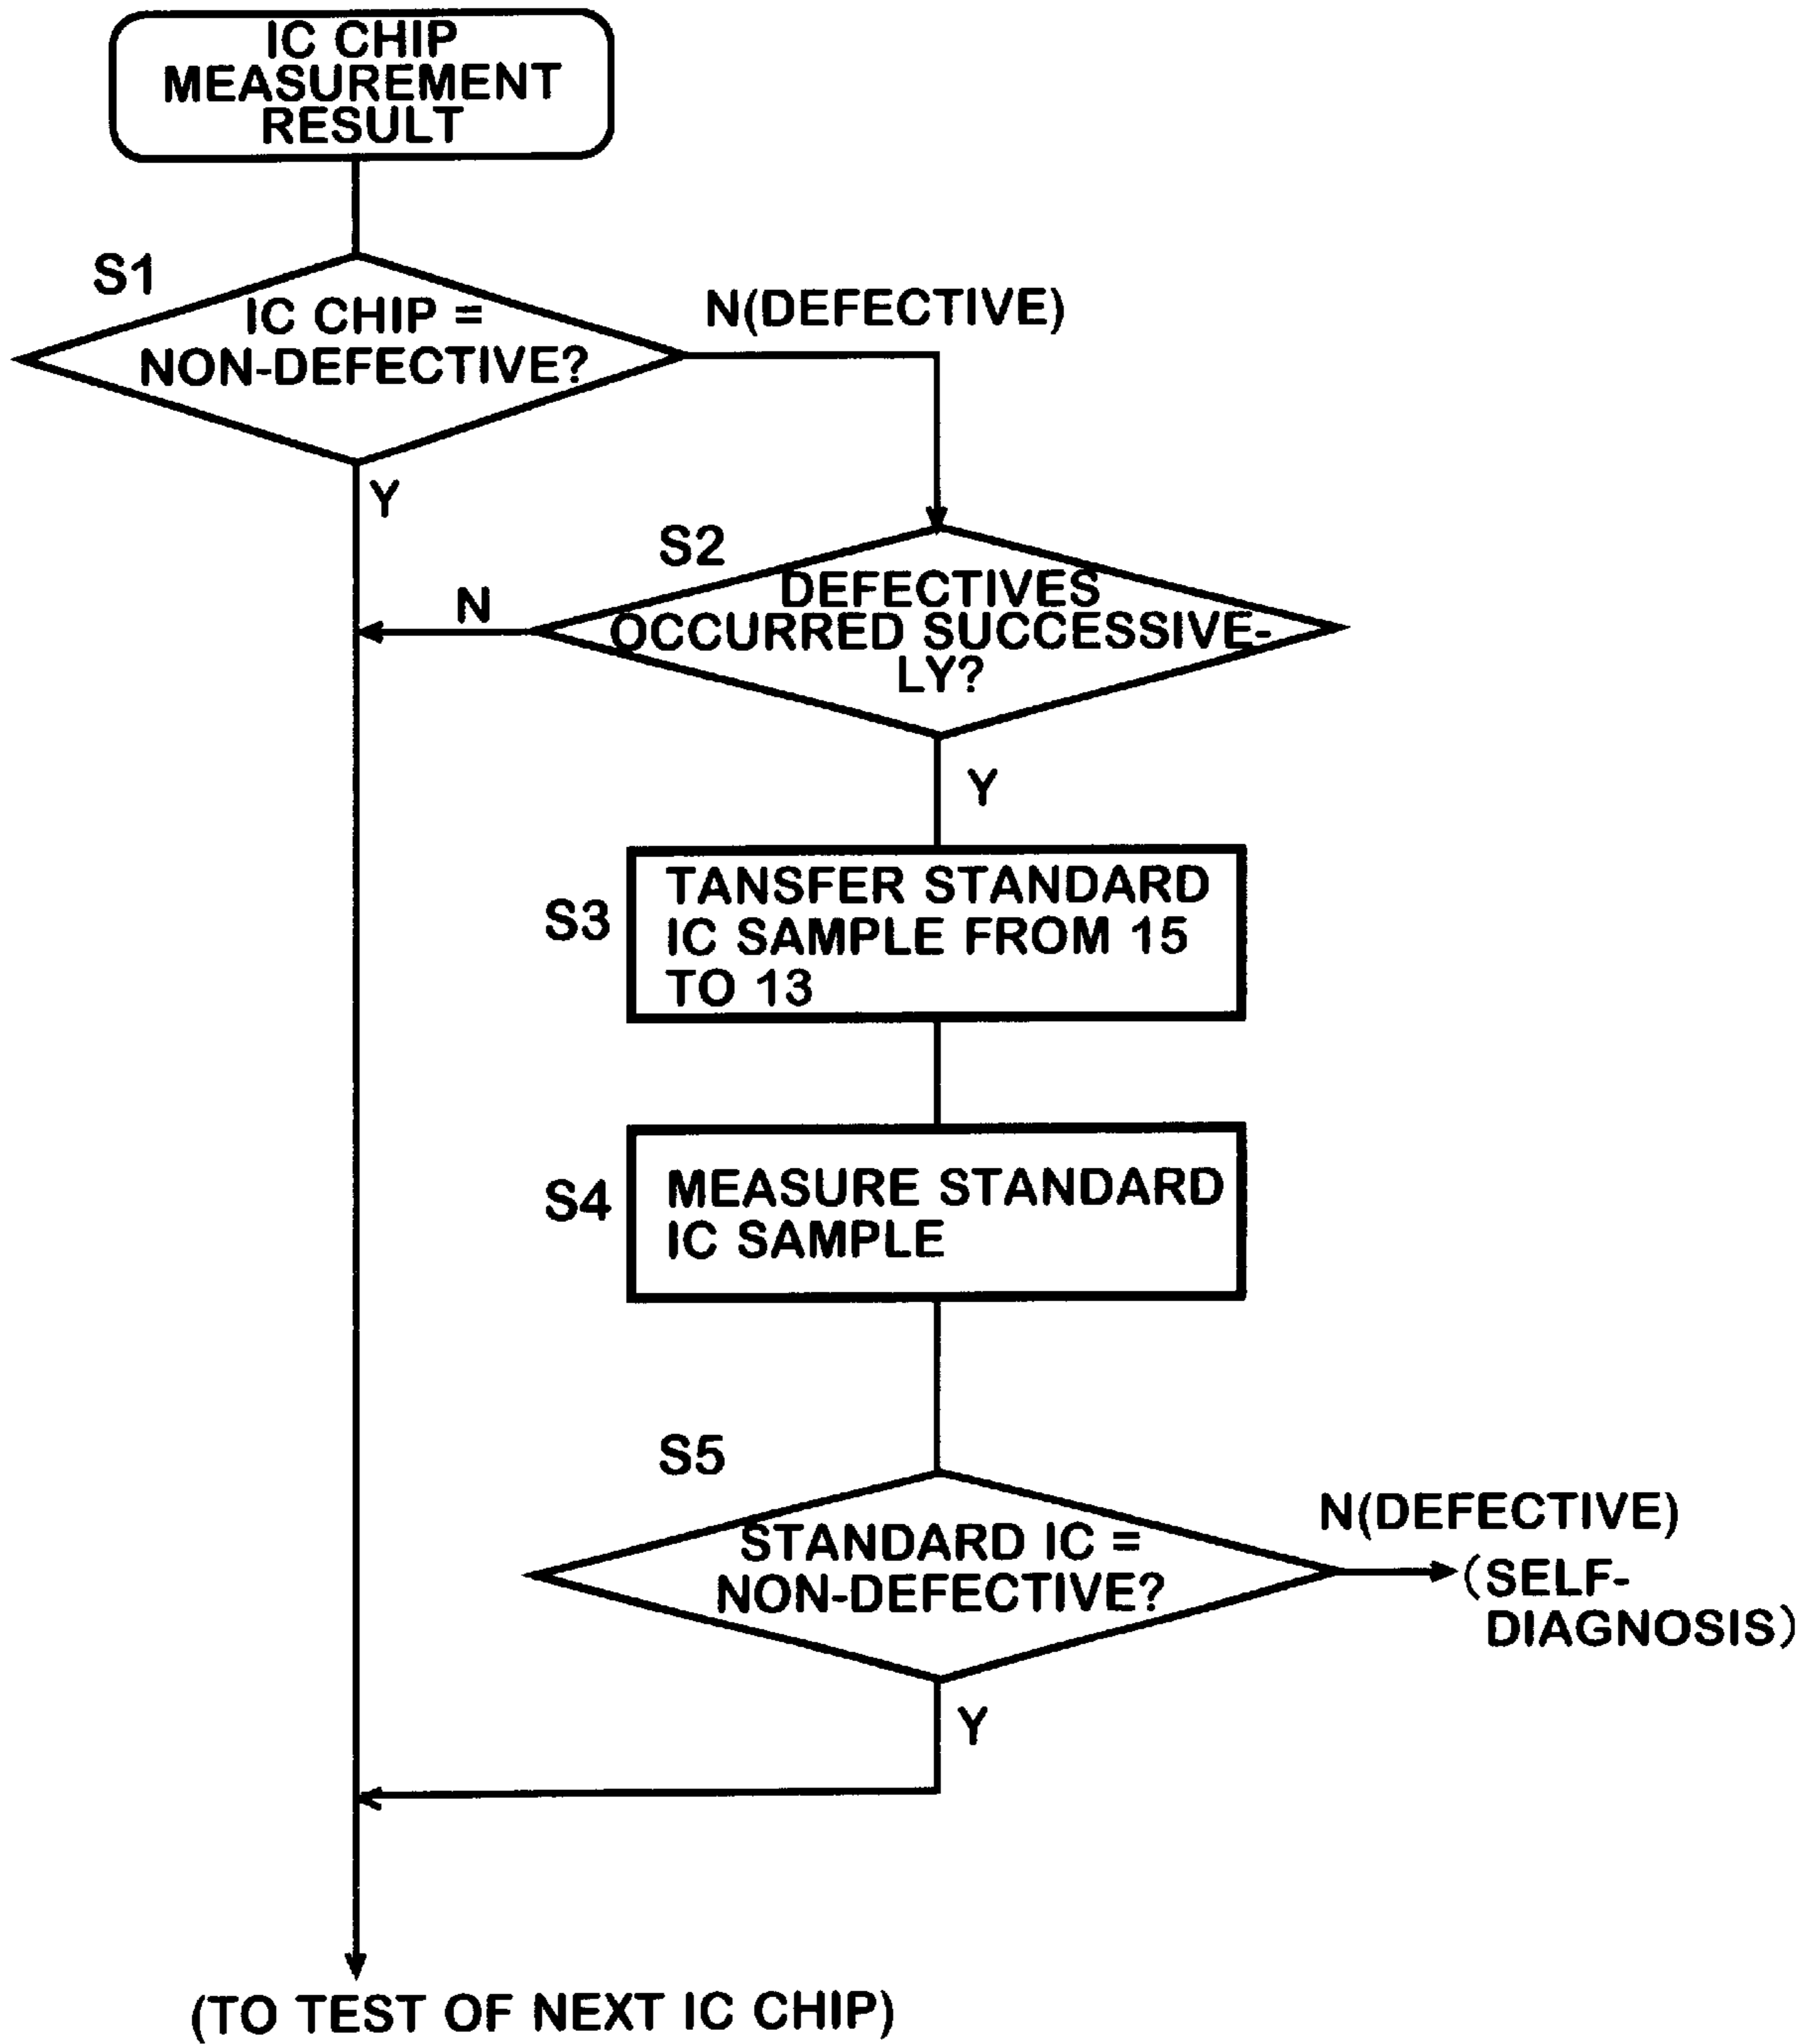 IC CHIP
MEASUREMENT
RESULT
S1
IC CHIP =
NON-DEFECTIVE?
N(DEFECTIVE)
Y
S2
DEFECTIVES
OCCURRED SUCCESSIVE-
LY?
N
Y
S3
TANSFER STANDARD
IC SAMPLE FROM 15
TO 13
S4
MEASURE STANDARD
IC SAMPLE
S5
STANDARD IC =
NON-DEFECTIVE?
N(DEFECTIVE)
(SELF-
DIAGNOSIS)
Y
(TO TEST OF NEXT IC CHIP)